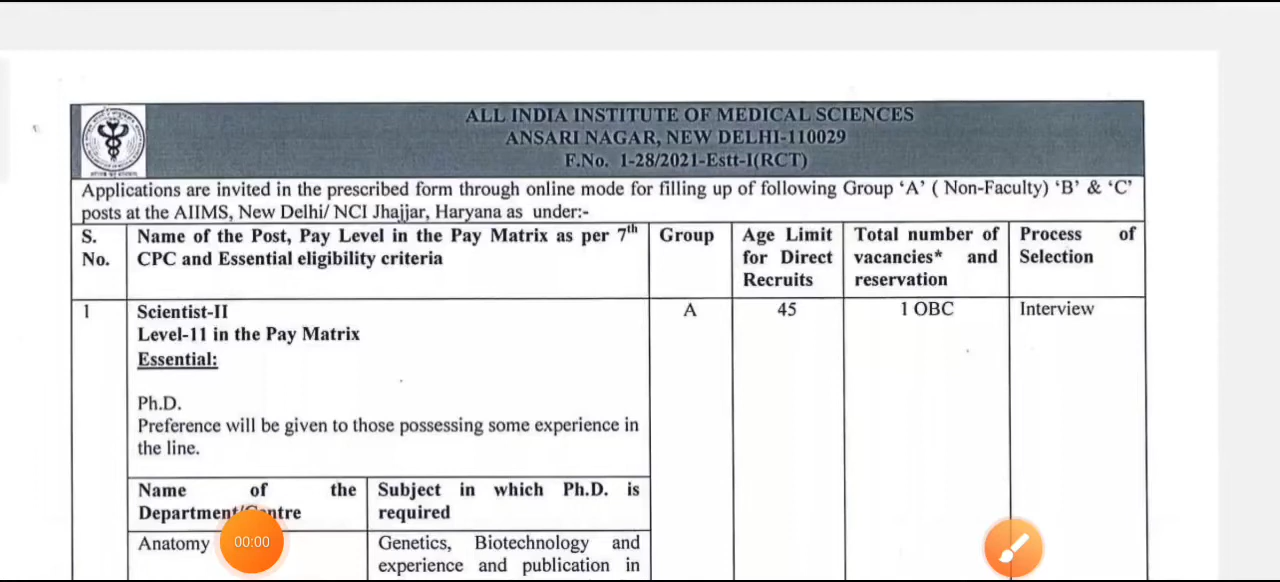 ALL INDIA INSTITUTE OF MEDICAL SCIENCES
ANSARI NAGAR, NEW DELHI-110029
F.No. 1-28/2021-Estt-I(RCT)
Applications are invited in the prescribed form through online mode for filling up of following Group ‘A’ ( Non-Faculty) ‘B’ & ‘C’
posts at the AIIMS, New Delhi/ NCI Jhajjar, Haryana as under:-
S. No.
Name of the Post, Pay Level in the Pay Matrix as per 7th
CPC and Essential eligibility criteria
Group
Age Limit
for Direct
Recruits
Total number of
vacancies* and
reservation
Process of
Selection
1
Scientist-II
Level-11 in the Pay Matrix
Essential:
Ph.D.
Preference will be given to those possessing some experience in
the line.
A
45
1 OBC
Interview
Name of the
Department/Centre
Subject in which Ph.D. is
required
Anatomy
Genetics, Biotechnology and
experience and publication in
00:00